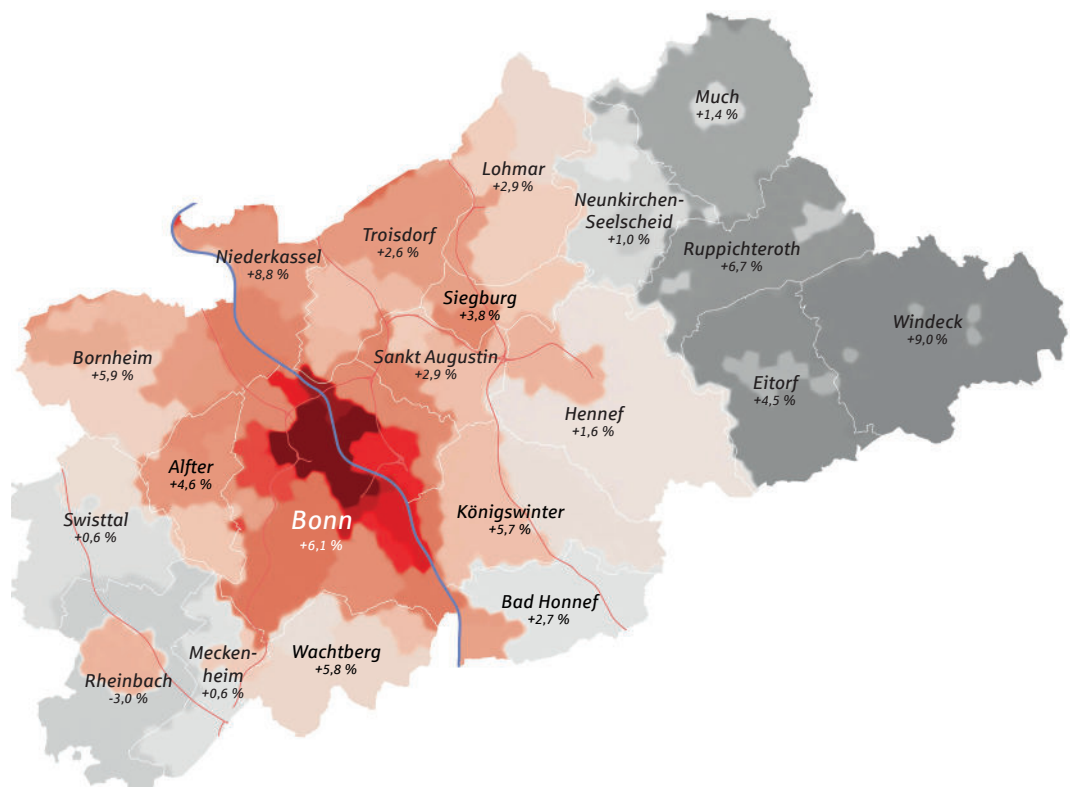 Much
+1,4 %
Lohmar
+2,9 %
Neunkirchen-
Seelscheid
+1,0 %
Troisdorf
+2,6 %
Niederkassel
+8,8 %
Ruppichteroth
+6,7 %
Siegburg
+3,8 %
Windeck
+9,0 %
Bornheim
+5,9 %
Sankt Augustin
+2,9 %
Eitorf
+4,5 %
Hennef
+1,6 %
Alfter
+4,6 %
Swisttal
+0,6 %
Bonn
+6,1 %
Königswinter
+5,7 %
Bad Honnef
+2,7 %
Wachtberg
+5,8 %
Mecken-
heim
+0,6 %
Rheinbach
-3,0 %